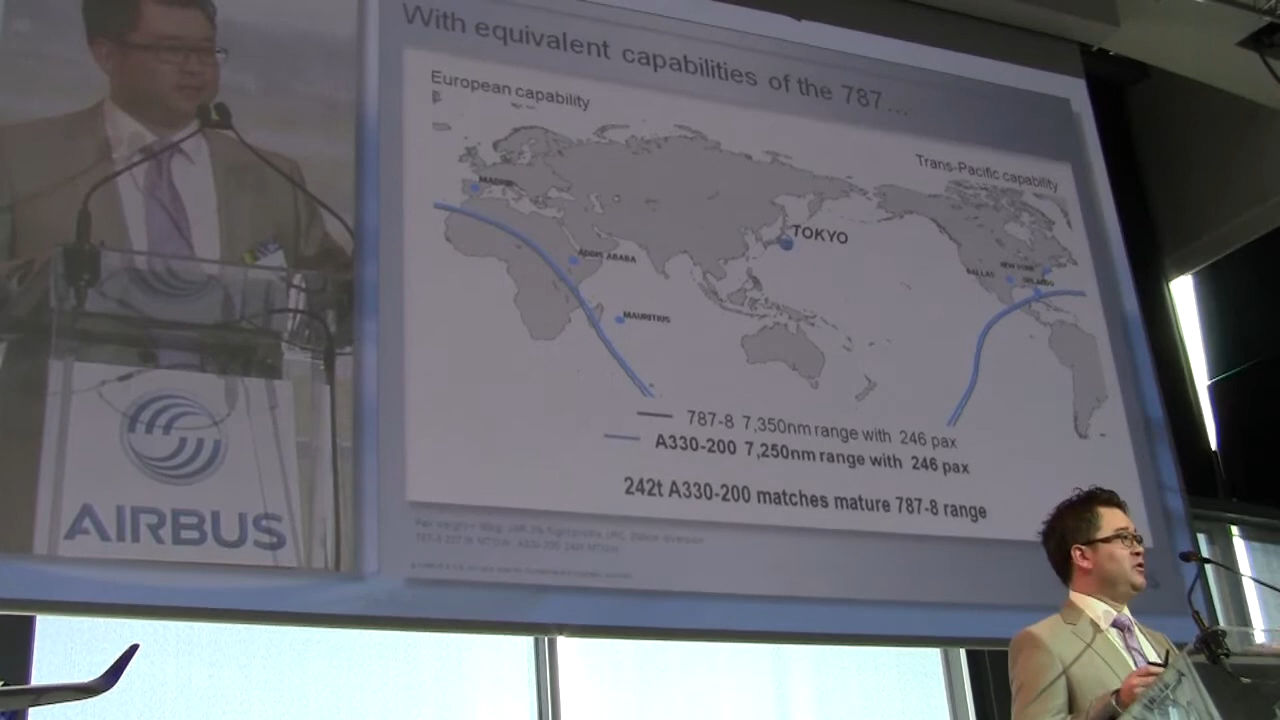 With equivalent capabilities of the 787...
European capability
Trans-Pacific capability
MADRID
TOKYO
ADDIS ABABA
NEW YORK
DALLAS
ORLANDO
MAURITIUS
787-8 7,350nm range with 246 pax
A330-200 7,250nm range with 246 pax
242t A330-200 matches mature 787-8 range
AIRBUS